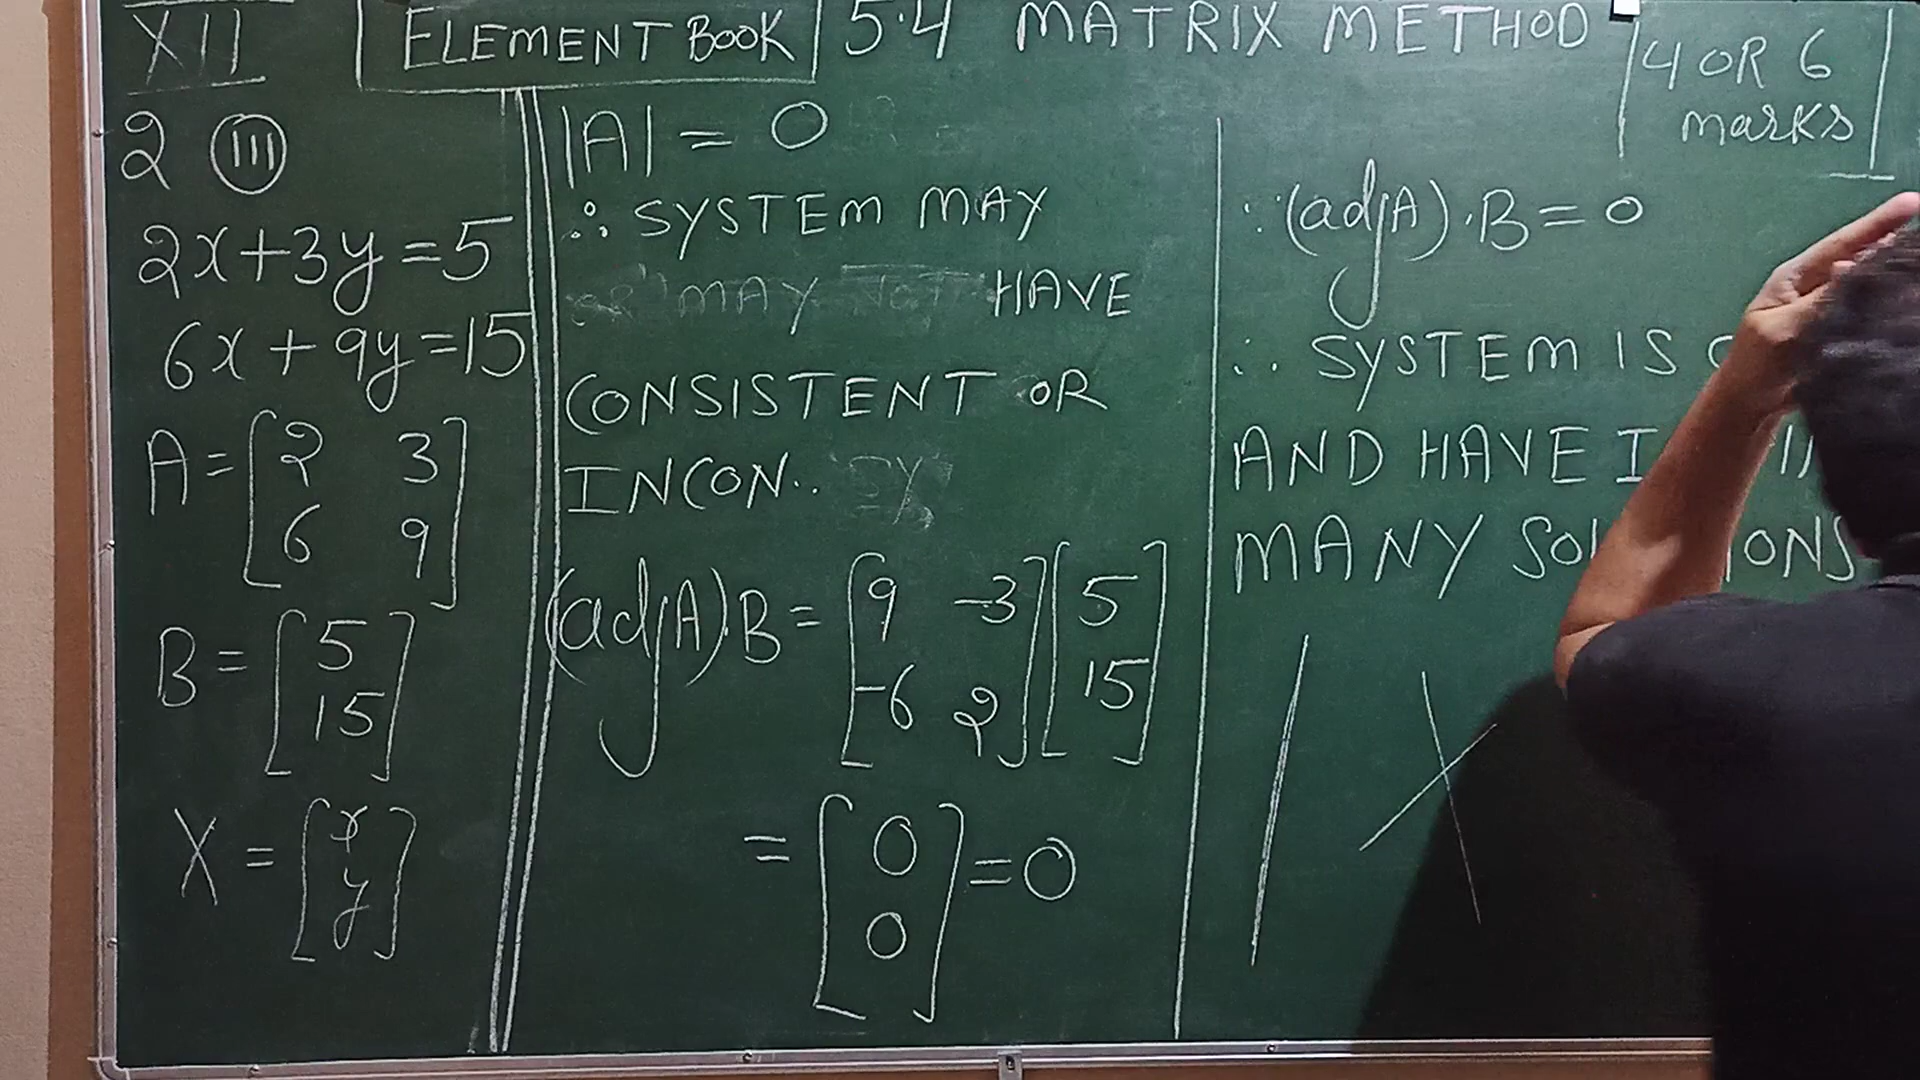 XII ELEMENT BOOK 5.4 MATRIX METHOD
4 OR 6
marks
2 (III)
2x+3y=5
6x+9y=15
A=[2 3
6 9]
B=[5
15]
X=[x
y]
|A| = 0
∴ SYSTEM MAY
OR MAY NOT HAVE
CONSISTENT OR
INCON..
(adjA).B=[9 -3
-6 2][5
15]
=[0
0]=0
∵(adjA).B=0
∴ SYSTEM IS
AND HAVE
MANY